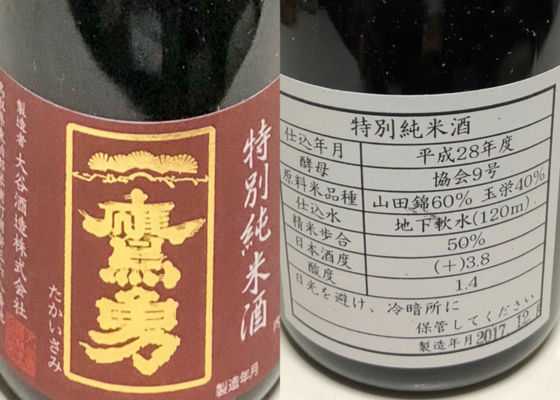 特別純米酒
鷹勇
たかいさみ
製造者 大谷酒造株式会社
製造年月
特別純米酒
仕込年月 平成28年度
酵母 協会9号
原料米品種 山田錦60% 玉栄40%
仕込水 地下軟水(120m)
精米歩合 50%
日本酒度 (+)3.8
酸度 1.4
日光を避け、冷暗所に
保管してください
製造年月 2017.12